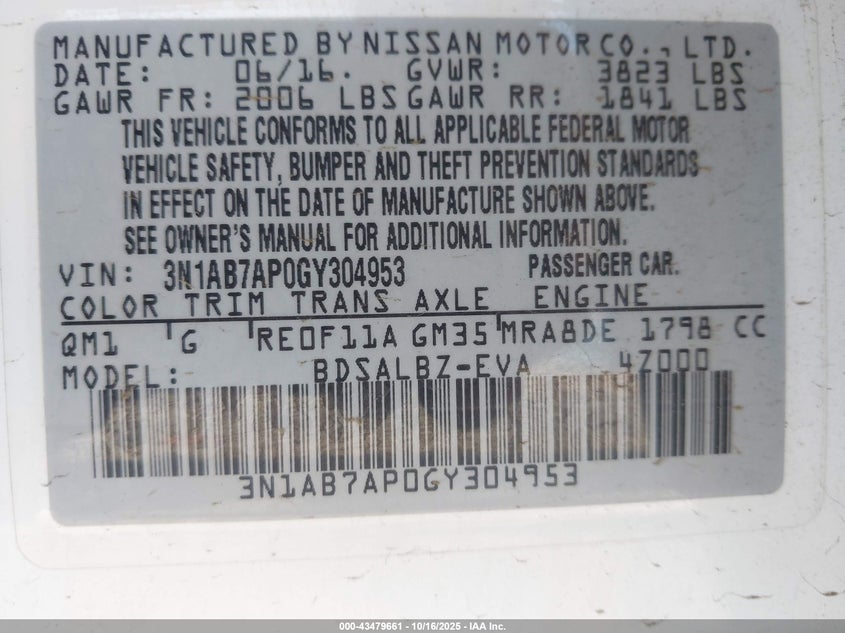 MANUFACTURED BY NISSAN MOTOR CO., LTD.
DATE: 06/16. GVWR: 3823 LBS
GAWR FR: 2006 LBS GAWR RR: 1841 LBS
THIS VEHICLE CONFORMS TO ALL APPLICABLE FEDERAL MOTOR
VEHICLE SAFETY, BUMPER AND THEFT PREVENTION STANDARDS
IN EFFECT ON THE DATE OF MANUFACTURE SHOWN ABOVE.
SEE OWNER'S MANUAL FOR ADDITIONAL INFORMATION.
VIN: 3N1AB7AP0GY304953 PASSENGER CAR.
COLOR TRIM TRANS AXLE ENGINE
QM1 G RE0F11A GM35 MRA8DE 1798 CC
MODEL: BDSALBZ-EVA 4Z000
3N1AB7AP0GY304953
000-43479661 - 10/16/2025 - IAA Inc.